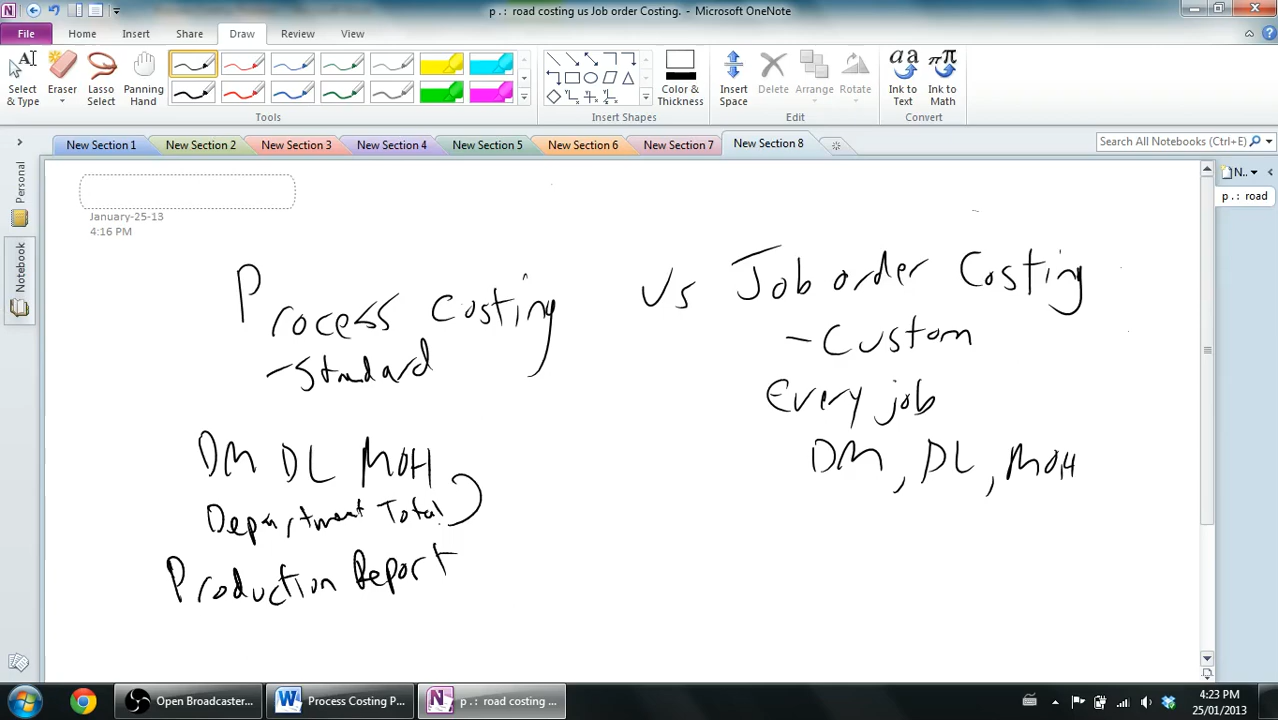 p.: road costing us Job order Costing. - Microsoft OneNote
File Home Insert Share Draw Review View
Select & Type
Eraser
Lasso Select
Panning Hand
Tools
Color & Thickness
Insert Shapes
Insert Space
Delete
Arrange
Rotate
Edit
Ink to Text
Ink to Math
Convert
New Section 1 New Section 2 New Section 3 New Section 4 New Section 5 New Section 6 New Section 7 New Section 8
Search All Notebooks (Ctrl+E)
N..
p.: road
Personal
Notebook
January-25-13
4:16 PM
Process Costing vs Job order Costing
- Standard
- Custom
Every job
DM DL MOH
DM, DL, MOH
Department Total
Production Report
Open Broadcaster...
Process Costing P...
p.: road costing ...
4:23 PM
25/01/2013